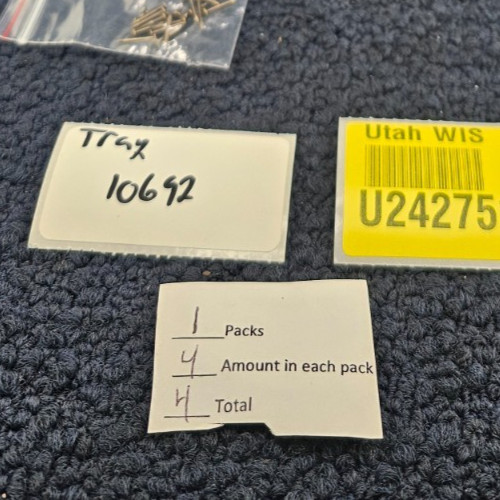 Tray
10692
Utah WIS
U24275
1 Packs
4 Amount in each pack
4 Total